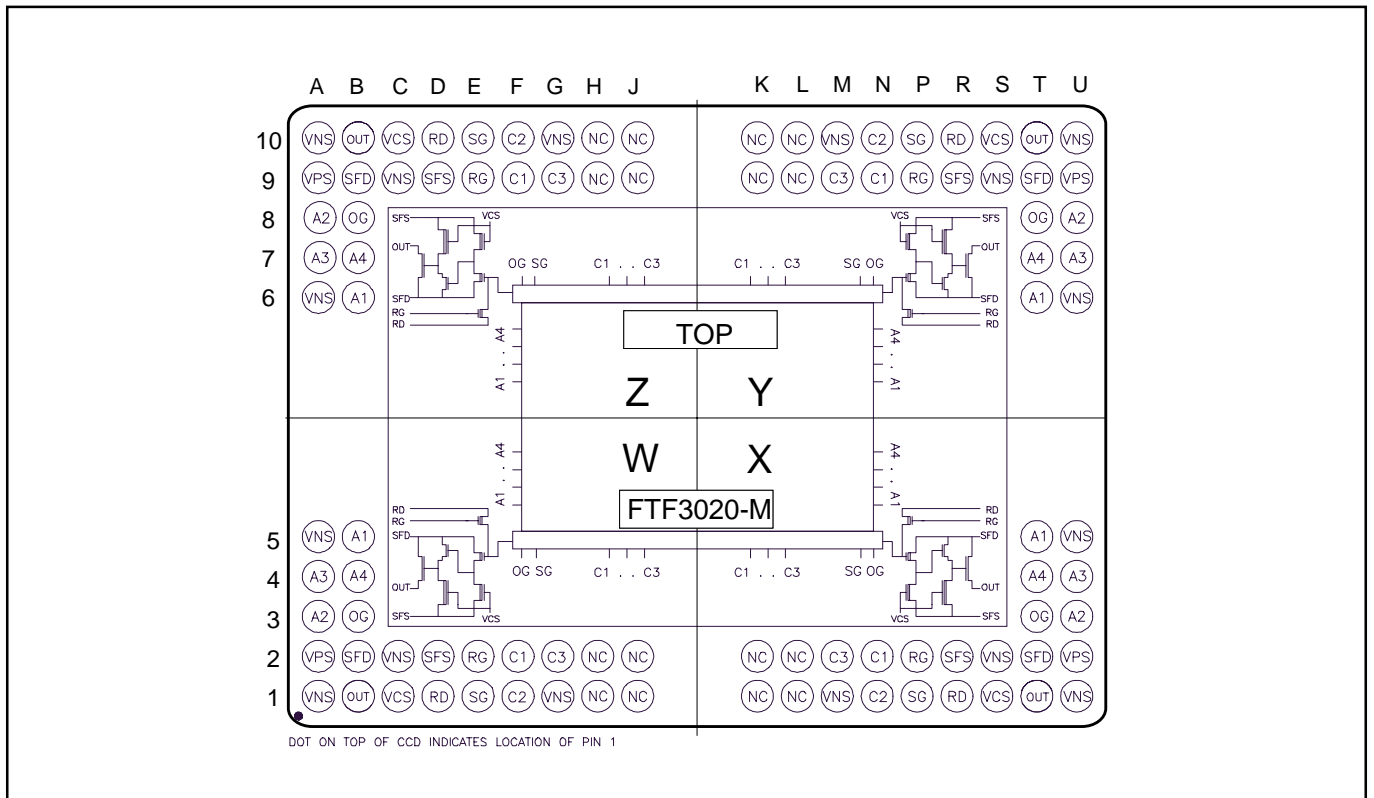 A B C D E F G H J K L M N P R S T U
10 VNS OUT VCS RD SG C2 VNS NC NC NC NC VNS C2 SG RD VCS OUT VNS
9 VPS SFD VNS SFS RG C1 C3 NC NC NC NC C3 C1 RG SFS VNS SFD VPS
8 A2 OG SFS VCS VCS SFS OG A2
OUT OUT
7 A3 A4 OG SG C1 . . C3 C1 . . C3 SG OG A4 A3
6 VNS A1 SFD SFD A1 VNS
RG RG
RD RD
A4 . . A1 TOP A4 . . A1
Z Y
W X
A4 . . A1 FTF3020-M A4 . . A1
RD RD
RG RG
5 VNS A1 SFD SFD A1 VNS
4 A3 A4 OG SG C1 . . C3 C1 . . C3 SG OG A4 A3
OUT OUT
3 A2 OG SFS VCS VCS SFS OG A2
2 VPS SFD VNS SFS RG C1 C3 NC NC NC NC C3 C1 RG SFS VNS SFD VPS
1 VNS OUT VCS RD SG C2 VNS NC NC NC NC VNS C2 SG RD VCS OUT VNS
DOT ON TOP OF CCD INDICATES LOCATION OF PIN 1